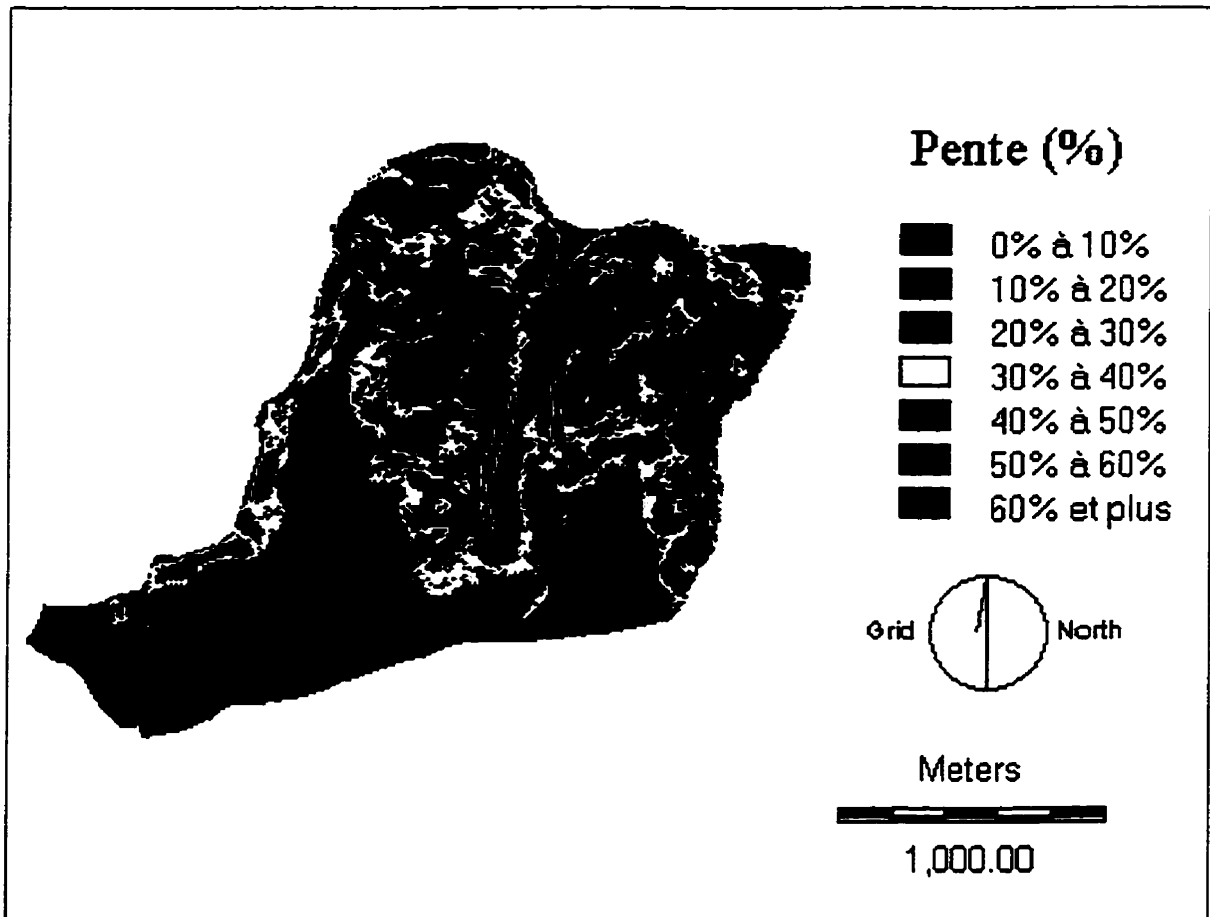 Pente (%)
0% à 10%
10% à 20%
20% à 30%
30% à 40%
40% à 50%
50% à 60%
60% et plus
Grid North
Meters
1,000.00